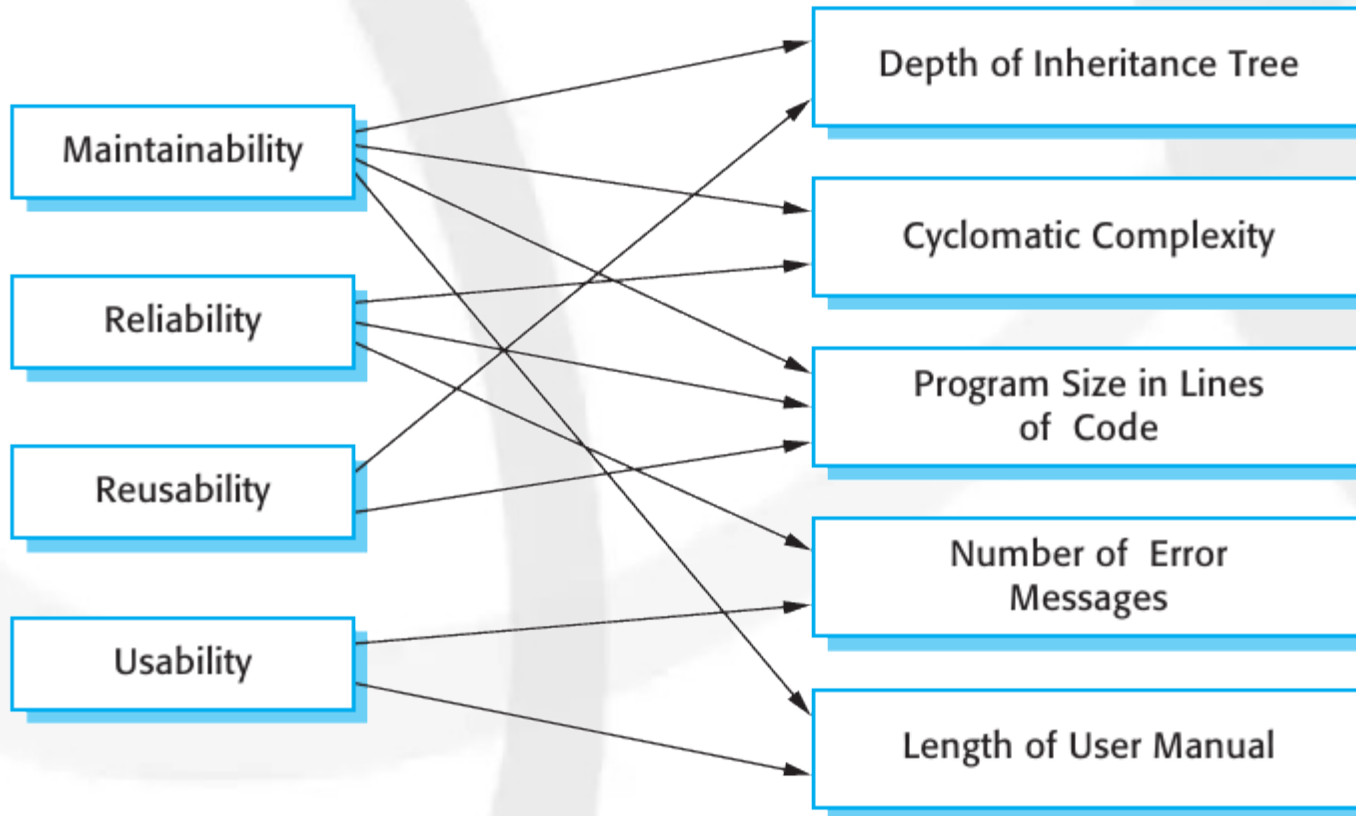 Maintainability
Reliability
Reusability
Usability
Depth of Inheritance Tree
Cyclomatic Complexity
Program Size in Lines
of Code
Number of Error
Messages
Length of User Manual